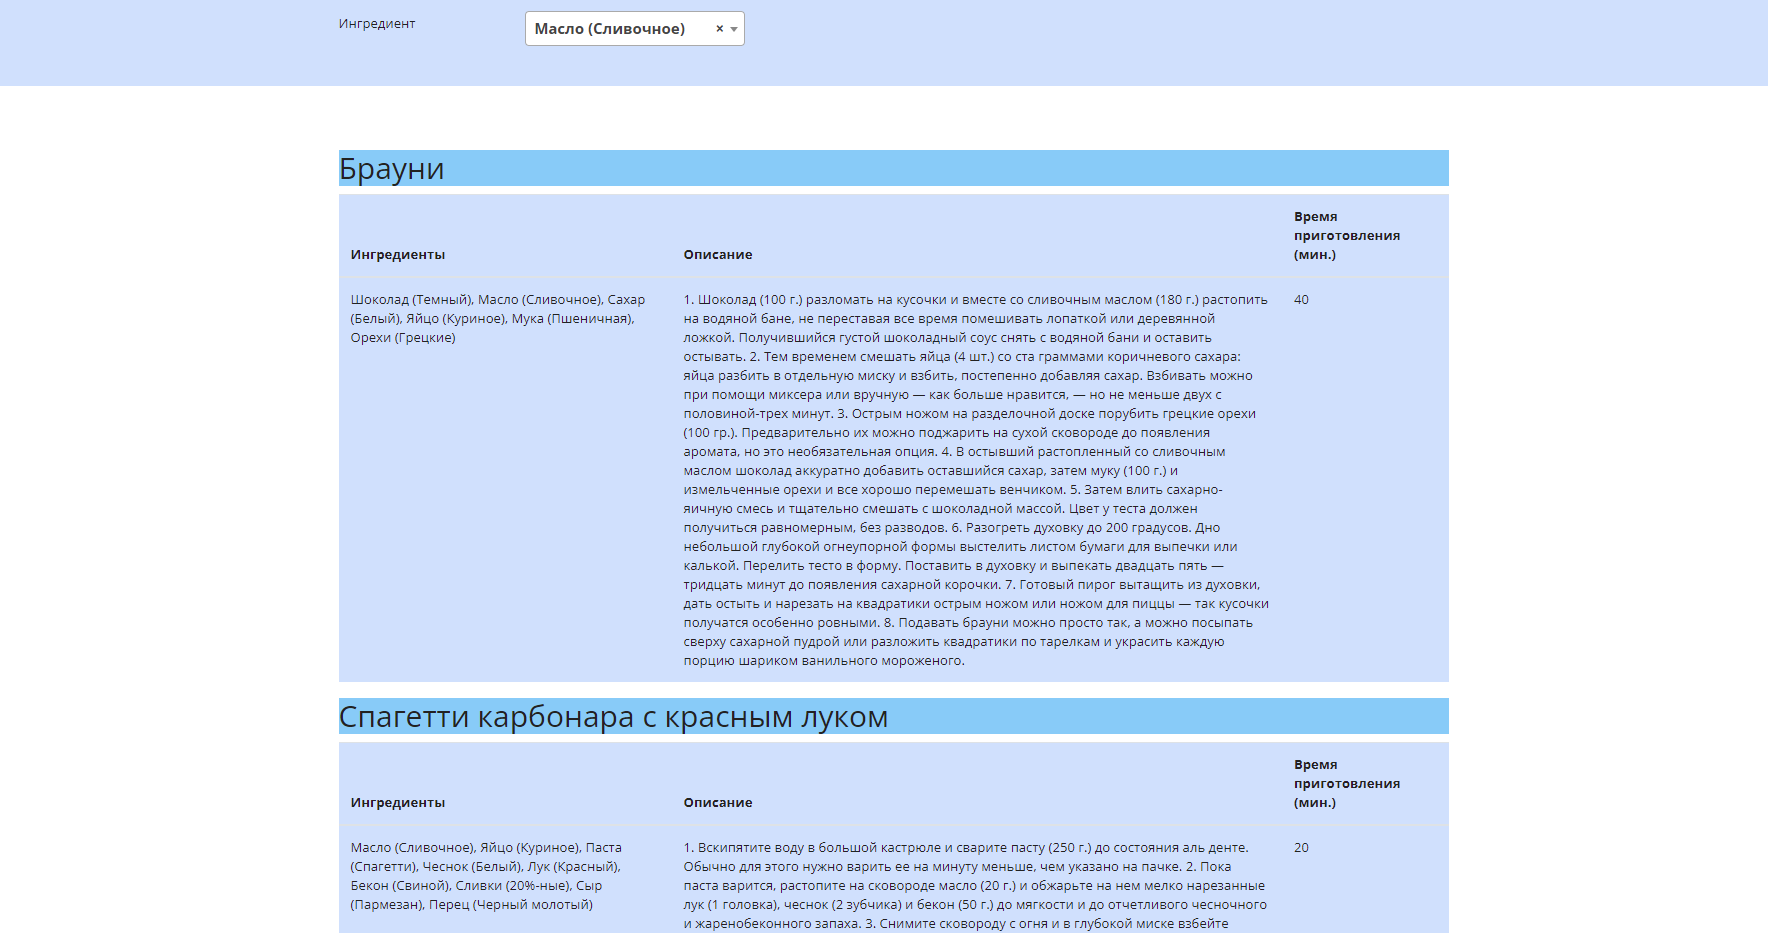 Ингредиент
Масло (Сливочное) × 
Брауни
Ингредиенты
Описание
Время
приготовления
(мин.)
Шоколад (Темный), Масло (Сливочное), Сахар
(Белый), Яйцо (Куриное), Мука (Пшеничная),
Орехи (Грецкие)
1. Шоколад (100 г.) разломать на кусочки и вместе со сливочным маслом (180 г.) растопить
на водяной бане, не переставая все время помешивать лопаткой или деревянной
ложкой. Получившийся густой шоколадный соус снять с водяной бани и оставить
остывать. 2. Тем временем смешать яйца (4 шт.) со ста граммами коричневого сахара:
яйца разбить в отдельную миску и взбить, постепенно добавляя сахар. Взбивать можно
при помощи миксера или вручную — как больше нравится, — но не меньше двух с
половиной-трех минут. 3. Острым ножом на разделочной доске порубить грецкие орехи
(100 гр.). Предварительно их можно поджарить на сухой сковороде до появления
аромата, но это необязательная опция. 4. В остывший растопленный со сливочным
маслом шоколад аккуратно добавить оставшийся сахар, затем муку (100 г.) и
измельченные орехи и все хорошо перемешать венчиком. 5. Затем влить сахарно-
яичную смесь и тщательно смешать с шоколадной массой. Цвет у теста должен
получиться равномерным, без разводов. 6. Разогреть духовку до 200 градусов. Дно
небольшой глубокой огнеупорной формы выстелить листом бумаги для выпечки или
калькой. Перелить тесто в форму. Поставить в духовку и выпекать двадцать пять —
тридцать минут до появления сахарной корочки. 7. Готовый пирог вытащить из духовки,
дать остыть и нарезать на квадратики острым ножом или ножом для пиццы — так кусочки
получатся особенно ровными. 8. Подавать брауни можно просто так, а можно посыпать
сверху сахарной пудрой или разложить квадратики по тарелкам и украсить каждую
порцию шариком ванильного мороженого.
40
Спагетти карбонара с красным луком
Ингредиенты
Описание
Время
приготовления
(мин.)
Масло (Сливочное), Яйцо (Куриное), Паста
(Спагетти), Чеснок (Белый), Лук (Красный),
Бекон (Свиной), Сливки (20%-ные), Сыр
(Пармезан), Перец (Черный молотый)
1. Вскипятите воду в большой кастрюле и сварите пасту (250 г.) до состояния аль денте.
Обычно для этого нужно варить ее на минуту меньше, чем указано на пачке. 2. Пока
паста варится, растопите на сковороде масло (20 г.) и обжарьте на нем мелко нарезанные
лук (1 головка), чеснок (2 зубчика) и бекон (50 г.) до мягкости и до отчетливого чесночного
и жаренобеконного запаха. 3. Снимите сковороду с огня и в глубокой миске взбейте
20